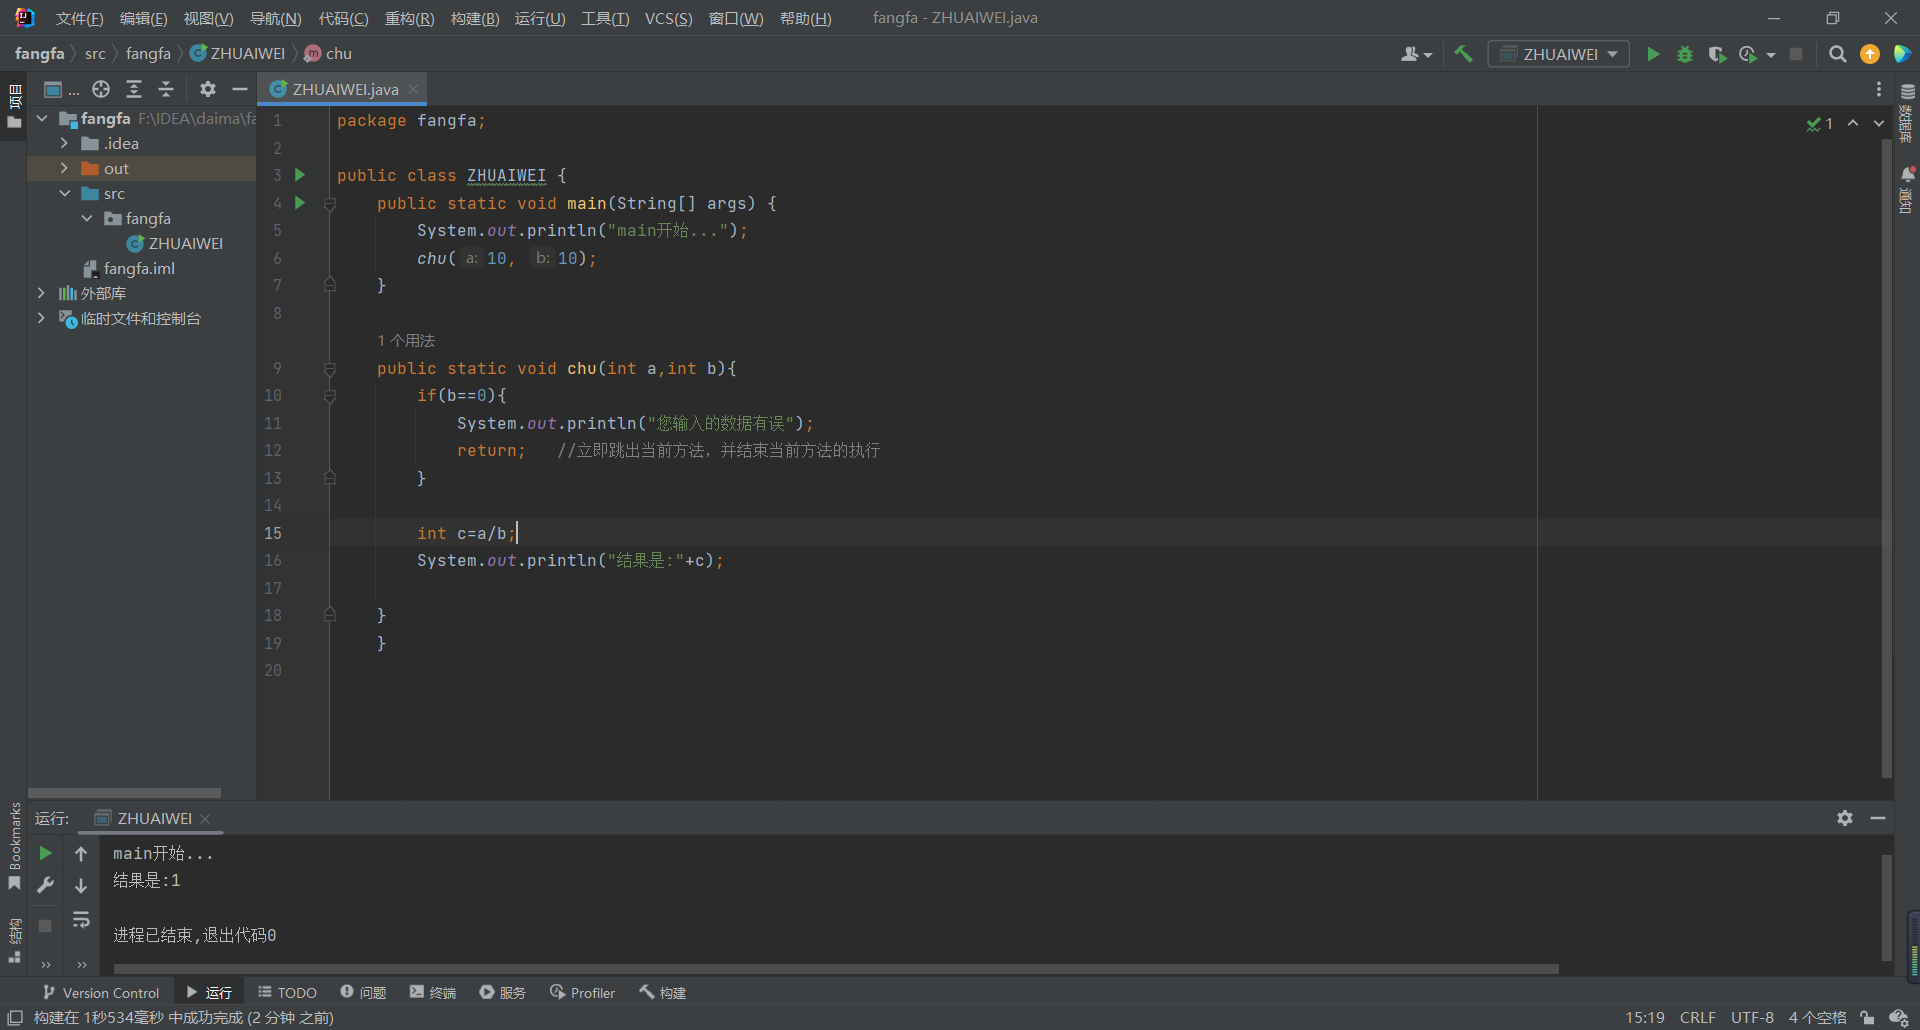 文件(F) 编辑(E) 视图(V) 导航(N) 代码(C) 重构(R) 构建(B) 运行(U) 工具(T) VCS(S) 窗口(W) 帮助(H) fangfa - ZHUAIWEI.java
fangfa src fangfa ZHUAIWEI chu
ZHUAIWEI
项目
...
ZHUAIWEI.java
fangfa F:\IDEA\daima\fa
.idea
out
src
fangfa
ZHUAIWEI
fangfa.iml
外部库
临时文件和控制台
1 package fangfa;
2
3 public class ZHUAIWEI {
4 public static void main(String[] args) {
5 System.out.println("main开始...");
6 chu( a: 10, b: 10);
7 }
8
1 个用法
9 public static void chu(int a,int b){
10 if(b==0){
11 System.out.println("您输入的数据有误");
12 return; //立即跳出当前方法，并结束当前方法的执行
13 }
14
15 int c=a/b;
16 System.out.println("结果是:"+c);
17
18 }
19 }
20
1
数据库
通知
Bookmarks
结构
运行: ZHUAIWEI
main开始...
结果是:1
进程已结束,退出代码0
Version Control 运行 TODO 问题 终端 服务 Profiler 构建
构建在 1秒534毫秒 中成功完成 (2 分钟 之前)
15:19 CRLF UTF-8 4 个空格